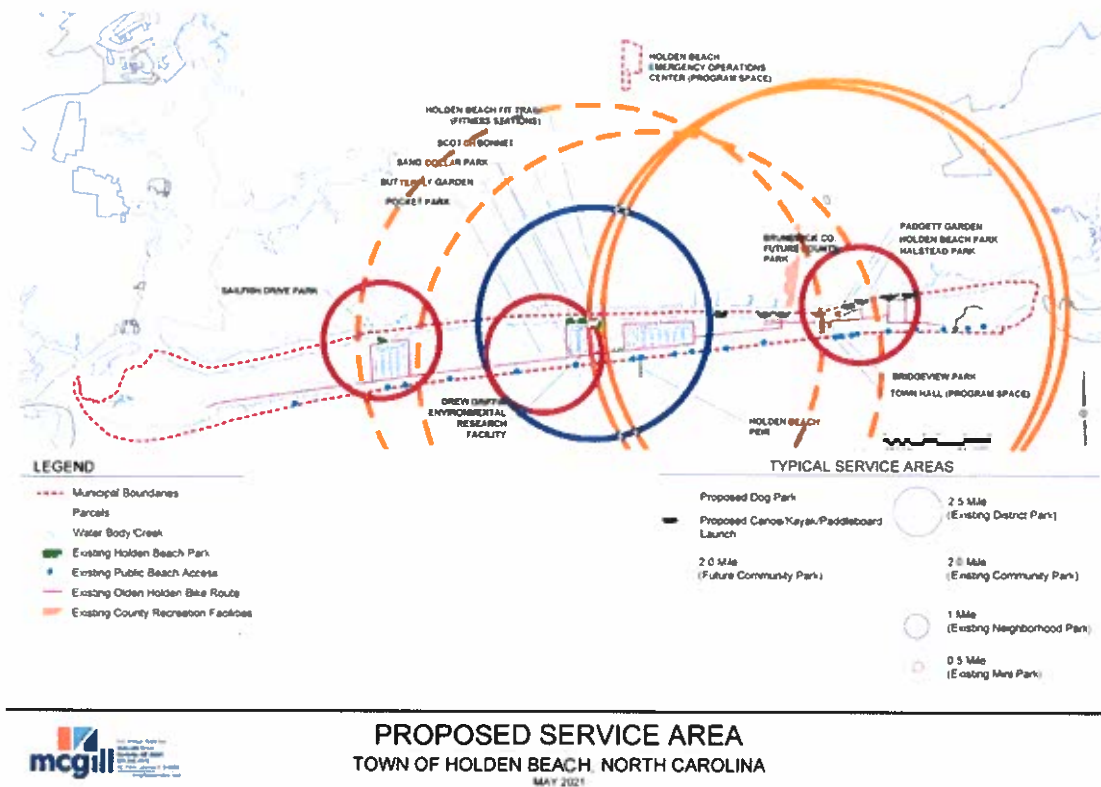 HOLDEN BEACH
EMERGENCY OPERATIONS
CENTER (PROGRAM SPACE)
HOLDEN BEACH FIT TRAIL
(FITNESS STATIONS)
SCOTCH BONNET
SAND DOLLAR PARK
BUTTERFLY GARDEN
POCKET PARK
SAILFISH DRIVE PARK
BRUNSWICK CO.
FUTURE COUNTY
PARK
PADGETT GARDEN
HOLDEN BEACH PARK
HALSTEAD PARK
DREW GRIFFIN
ENVIRONMENTAL
RESEARCH
FACILITY
HOLDEN BEACH
PEIR
BRIDGEVIEW PARK
TOWN HALL (PROGRAM SPACE)
LEGEND
Municipal Boundaries
Parcels
Water Body Creek
Existing Holden Beach Park
Existing Public Beach Access
Existing Olden Holden Bike Route
Existing County Recreation Facilities
TYPICAL SERVICE AREAS
Proposed Dog Park
Proposed Canoe/Kayak/Paddleboard
Launch
2.0 Mile
(Future Community Park)
2.5 Mile
(Existing District Park)
2.0 Mile
(Existing Community Park)
1 Mile
(Existing Neighborhood Park)
0.5 Mile
(Existing Mini Park)
mcgill
PROPOSED SERVICE AREA
TOWN OF HOLDEN BEACH, NORTH CAROLINA
MAY 2021